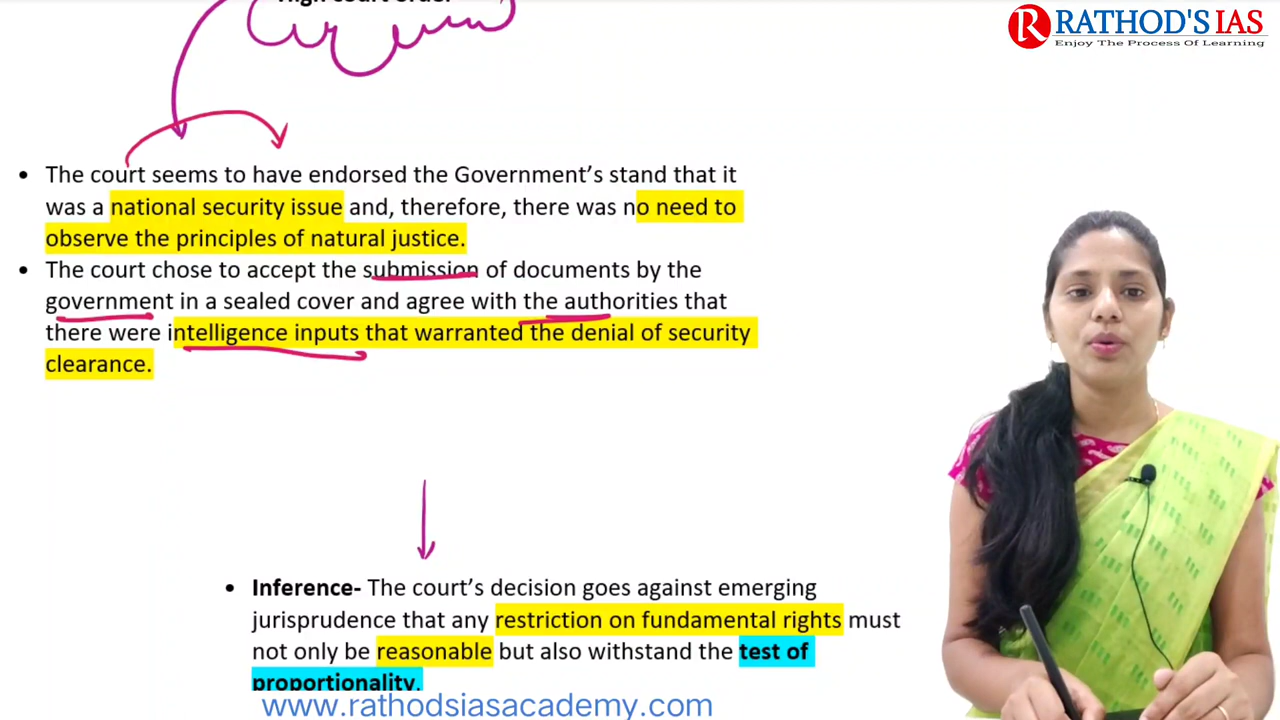 High Court Order
RATHOD'S IAS
Enjoy The Process Of Learning
• The court seems to have endorsed the Government's stand that it
was a national security issue and, therefore, there was no need to
observe the principles of natural justice.
• The court chose to accept the submission of documents by the
government in a sealed cover and agree with the authorities that
there were intelligence inputs that warranted the denial of security
clearance.
• Inference- The court's decision goes against emerging
jurisprudence that any restriction on fundamental rights must
not only be reasonable but also withstand the test of
proportionality.
www.rathodsiasacademy.com